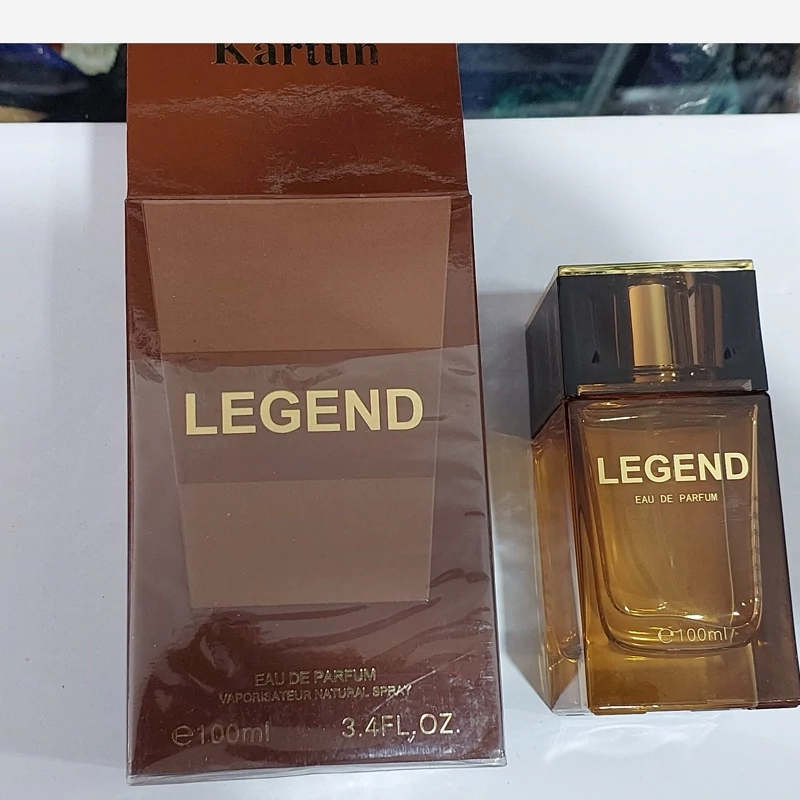 Kartun
LEGEND
EAU DE PARFUM
VAPORISATEUR NATURAL SPRAY
℮100ml 3.4FL.OZ.
LEGEND
EAU DE PARFUM
℮100ml